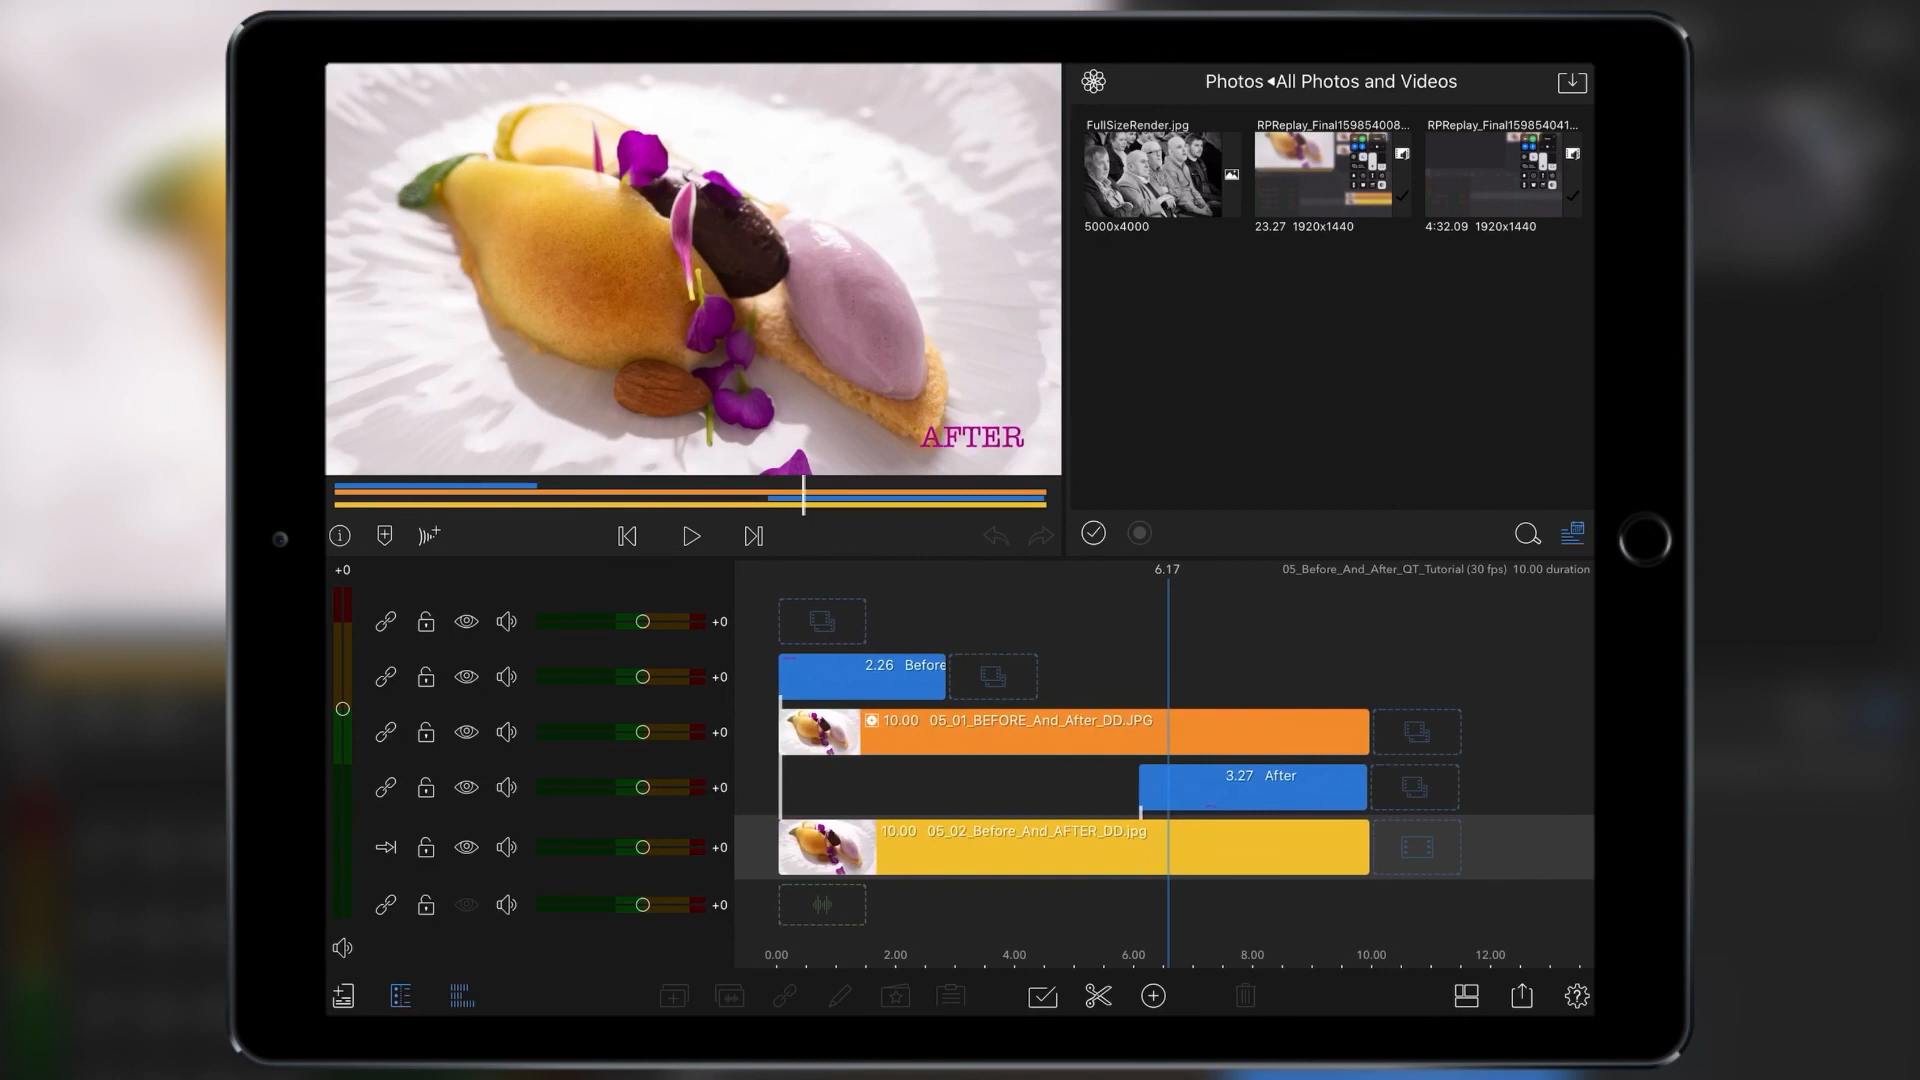 Photos ◂All Photos and Videos
FullSizeRender.jpg
RPReplay_Final159854008...
RPReplay_Final159854041...
5000x4000
23.27 1920x1440
4:32.09 1920x1440
AFTER
+0
6.17
05_Before_And_After_QT_Tutorial (30 fps) 10.00 duration
+0
2.26 Before
+0
10.00 05_01_BEFORE_And_After_DD.JPG
+0
3.27 After
+0
10.00 05_02_Before_And_AFTER_DD.jpg
+0
+0
0.00 2.00 4.00 6.00 8.00 10.00 12.00